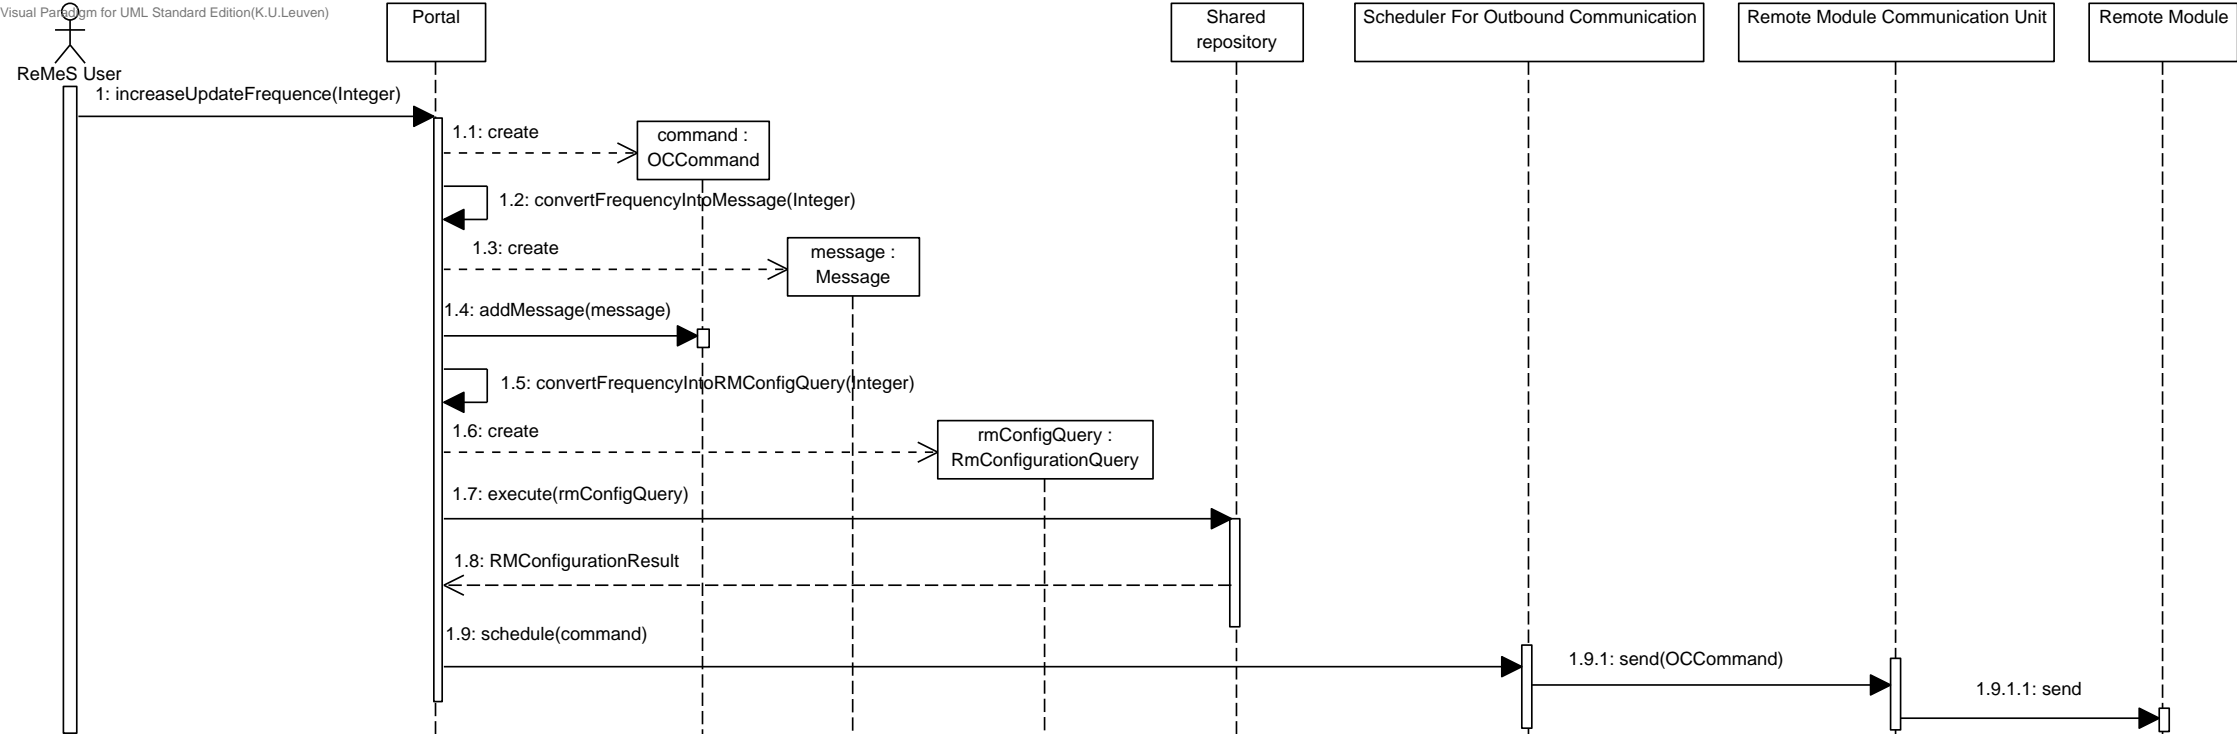 Visual Paradigm for UML Standard Edition(K.U.Leuven)
ReMeS User
Portal
Shared
repository
Scheduler For Outbound Communication
Remote Module Communication Unit
Remote Module
1: increaseUpdateFrequence(Integer)
1.1: create
command :
OCCommand
1.2: convertFrequencyIntoMessage(Integer)
1.3: create
message :
Message
1.4: addMessage(message)
1.5: convertFrequencyIntoRMConfigQuery(Integer)
1.6: create
rmConfigQuery :
RmConfigurationQuery
1.7: execute(rmConfigQuery)
1.8: RMConfigurationResult
1.9: schedule(command)
1.9.1: send(OCCommand)
1.9.1.1: send